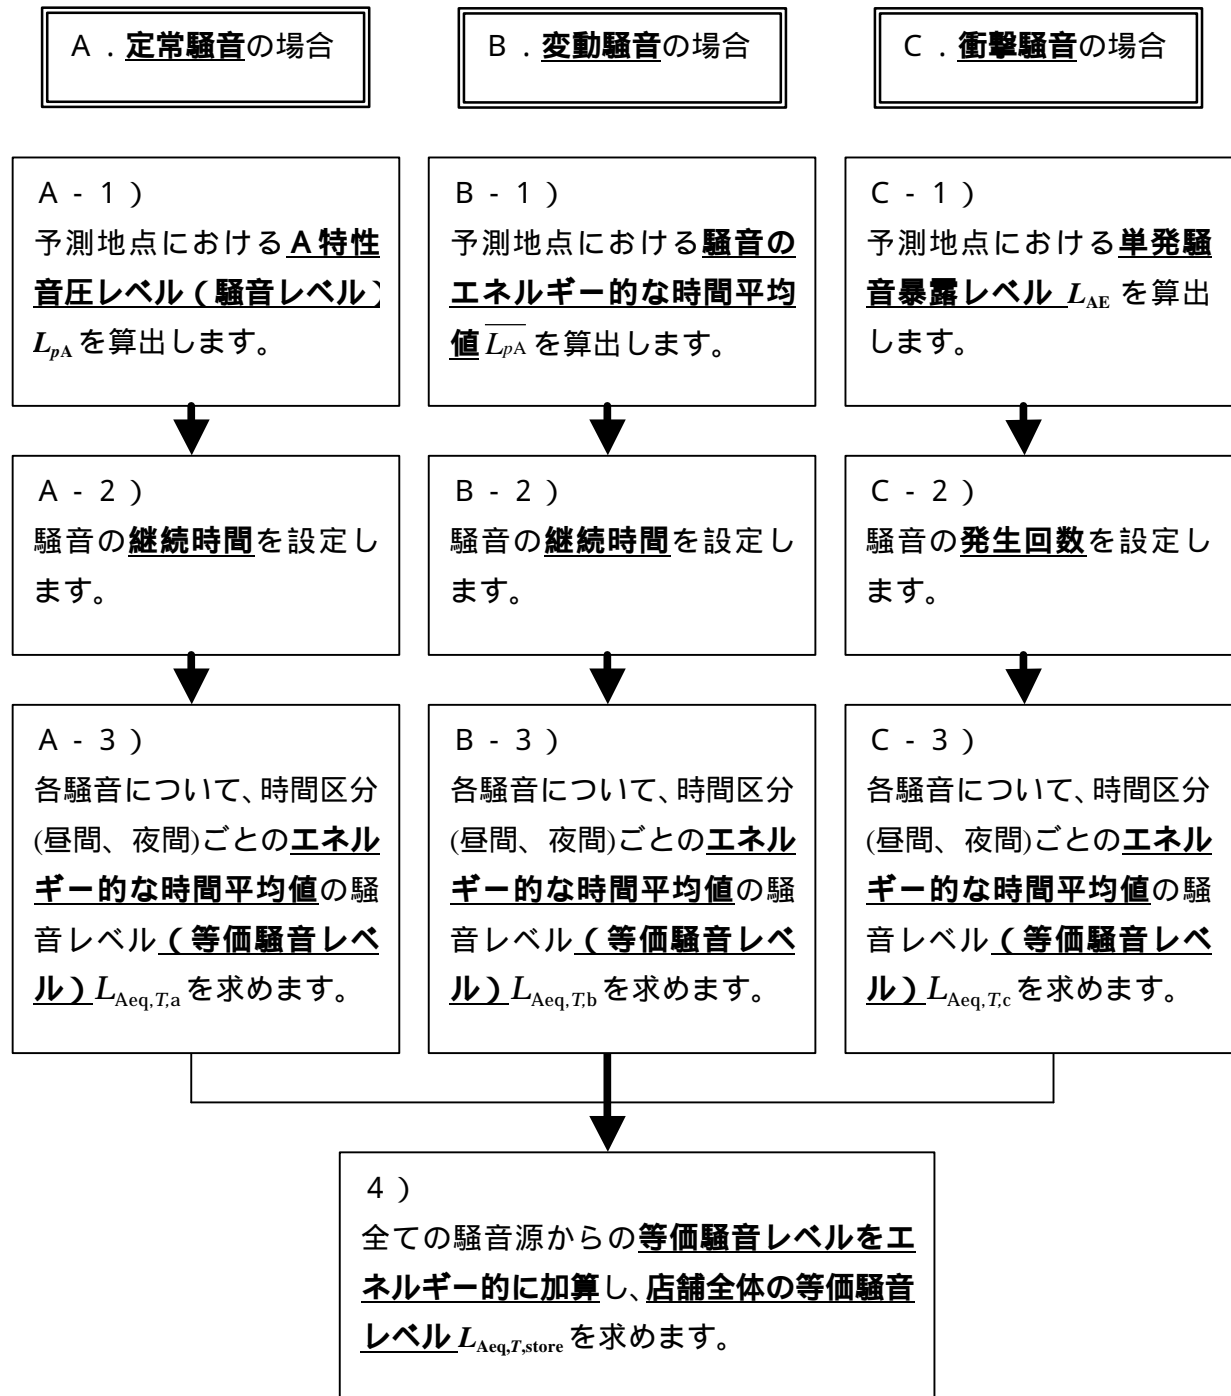 A．定常騒音の場合
B．変動騒音の場合
C．衝撃騒音の場合
A-1）
予測地点におけるA特性
音圧レベル（騒音レベル）
LpAを算出します。
B-1）
予測地点における騒音の
エネルギー的な時間平均
値LpAを算出します。
C-1）
予測地点における単発騒
音暴露レベル LAE を算出
します。
A-2）
騒音の継続時間を設定し
ます。
B-2）
騒音の継続時間を設定し
ます。
C-2）
騒音の発生回数を設定し
ます。
A-3）
各騒音について、時間区分
(昼間、夜間)ごとのエネル
ギー的な時間平均値の騒
音レベル（等価騒音レベ
ル）LAeq,T,aを求めます。
B-3）
各騒音について、時間区分
(昼間、夜間)ごとのエネル
ギー的な時間平均値の騒
音レベル（等価騒音レベ
ル）LAeq,T,bを求めます。
C-3）
各騒音について、時間区分
(昼間、夜間)ごとのエネル
ギー的な時間平均値の騒
音レベル（等価騒音レベ
ル）LAeq,T,cを求めます。
4）
全ての騒音源からの等価騒音レベルをエ
ネルギー的に加算し、店舗全体の等価騒音
レベル LAeq,T,store を求めます。